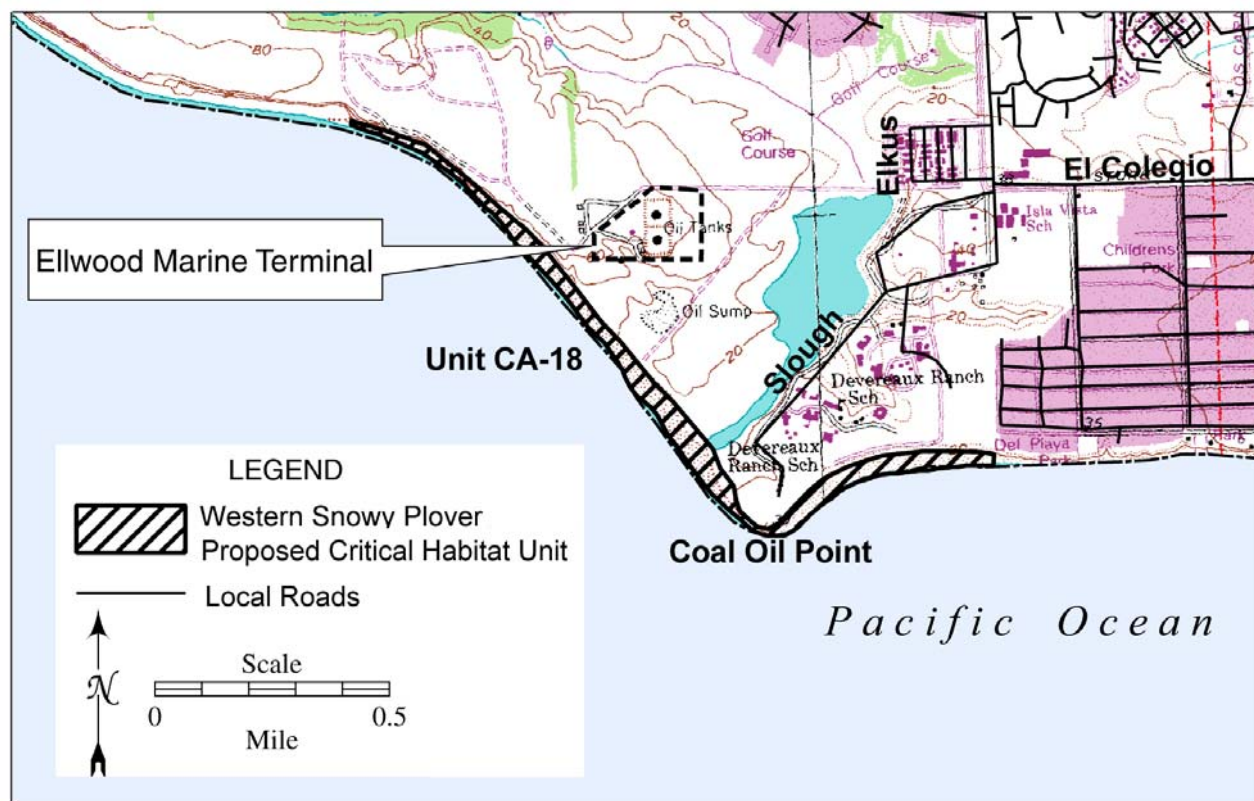 80
40
20
20
Golf Course
20
Golf
Course
Elkus
El Colegio
Ellwood Marine Terminal
Oil Tanks
Isla Vista
Sch
Childrens
Park
40
Oil Sump
20
20
Unit CA-18
Slough
Devereaux Ranch
Sch
35
Devereaux
Ranch Sch
Del Playa
Park
Coal Oil Point
Pacific Ocean
LEGEND
Western Snowy Plover
Proposed Critical Habitat Unit
Local Roads
N
Scale
0
0.5
Mile